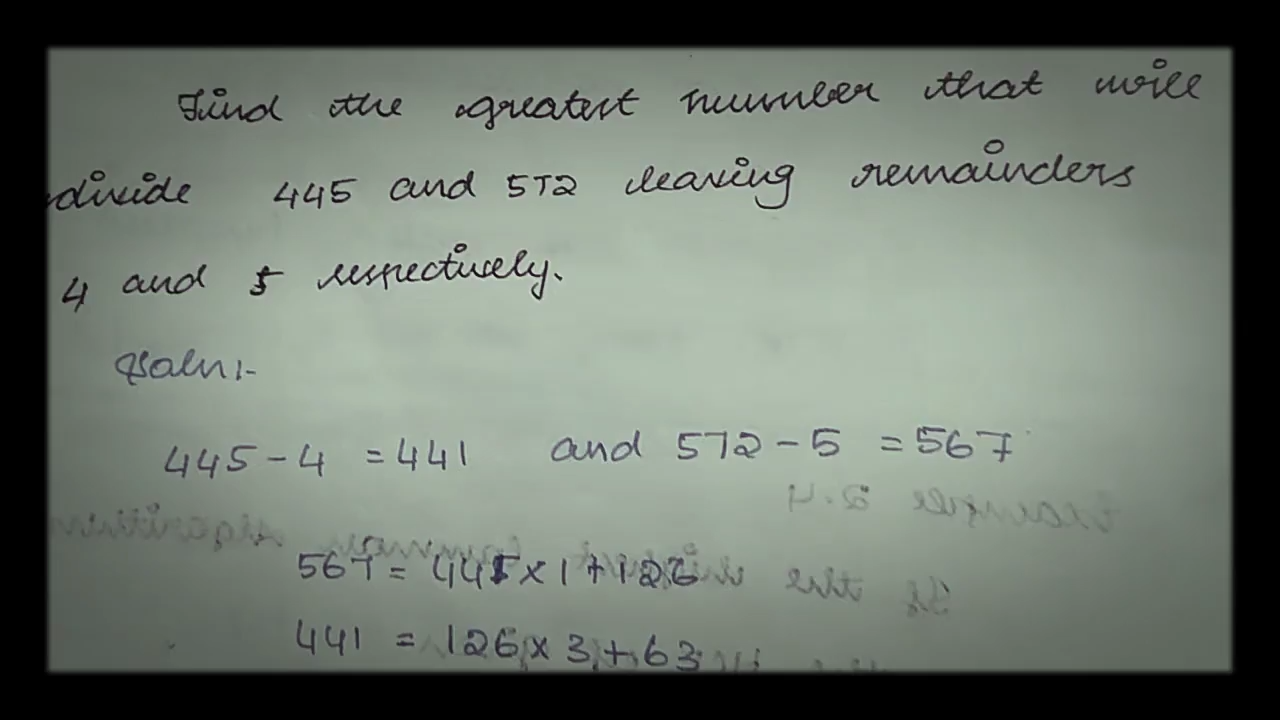 Find the greatest number that will
divide 445 and 572 leaving remainders
4 and 5 respectively.
Soln:-
445 - 4 = 441 and 572 - 5 = 567
567 = 441 x 1 + 126
441 = 126 x 3 + 63